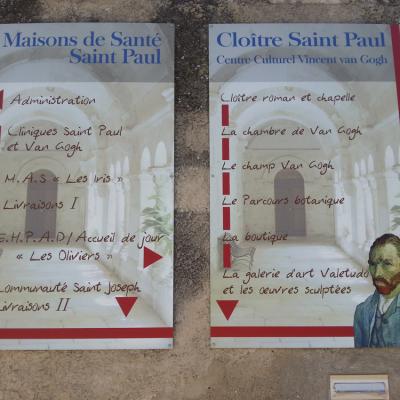 Maisons de Santé
Saint Paul
Administration
Cliniques Saint Paul
et Van Gogh
M.A.S « Les Iris »
Livraisons I
E.H.P.A.D/Accueil de jour
« Les Oliviers »
Communauté Saint Joseph
Livraisons II
Cloître Saint Paul
Centre Culturel Vincent van Gogh
Cloître roman et chapelle
La chambre de Van Gogh
Le champ Van Gogh
Le Parcours botanique
La boutique
La galerie d'art Valetudo
et les oeuvres sculptées